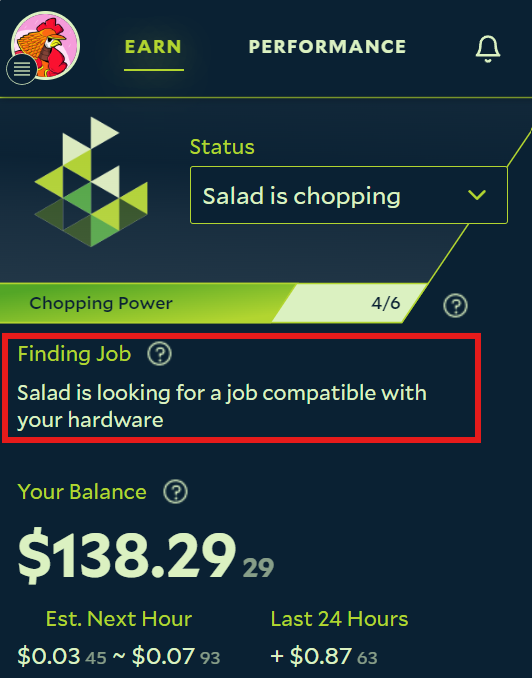 EARN PERFORMANCE
Status
Salad is chopping
Chopping Power 4/6 ?
Finding Job ?
Salad is looking for a job compatible with
your hardware
Your Balance ?
$138.29 29
Est. Next Hour Last 24 Hours
$0.03 45 ~ $0.07 93 + $0.87 63